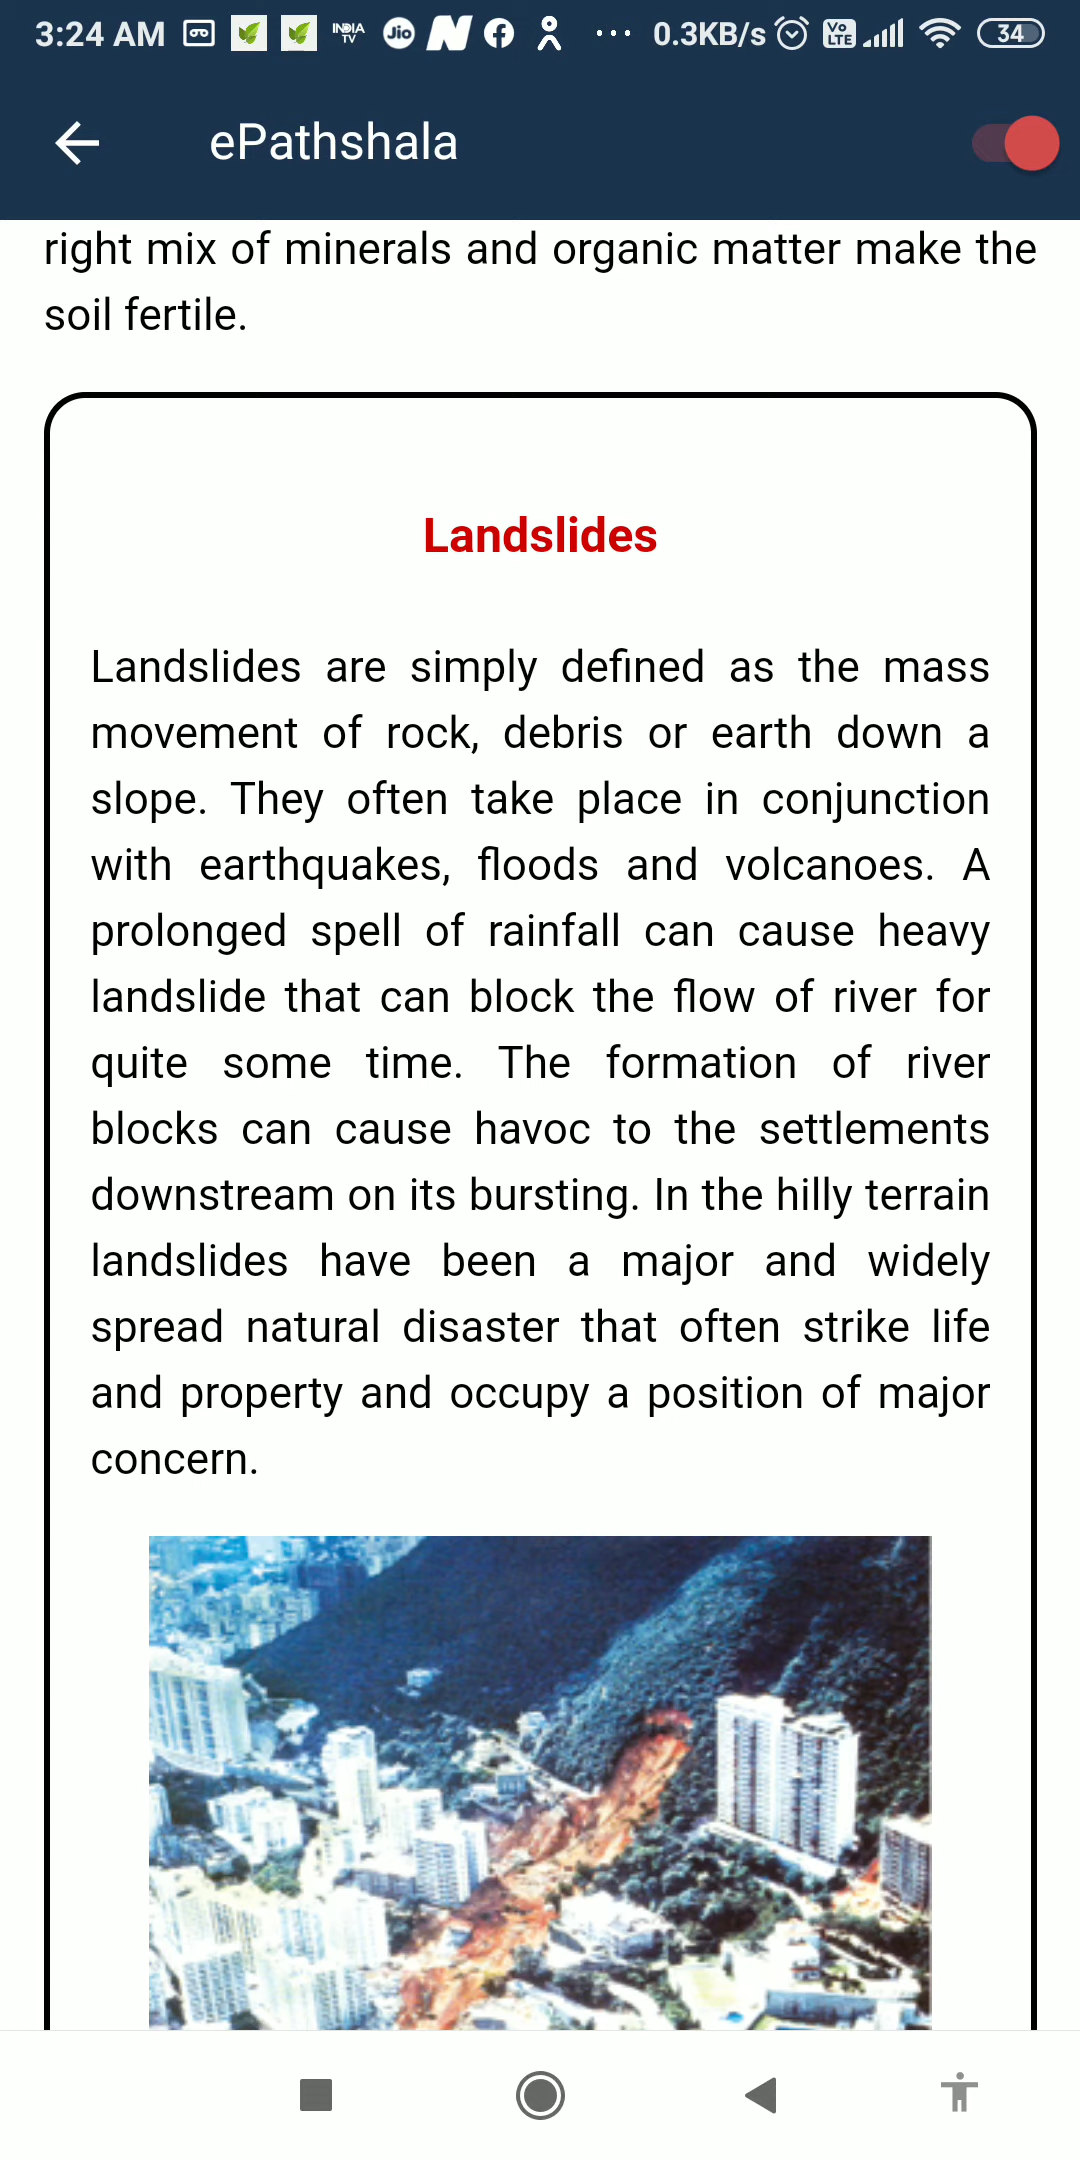 3:24 AM INDIA TV Jio 0.3KB/s Vo LTE 34
ePathshala
right mix of minerals and organic matter make the
soil fertile.
Landslides
Landslides are simply defined as the mass
movement of rock, debris or earth down a
slope. They often take place in conjunction
with earthquakes, floods and volcanoes. A
prolonged spell of rainfall can cause heavy
landslide that can block the flow of river for
quite some time. The formation of river
blocks can cause havoc to the settlements
downstream on its bursting. In the hilly terrain
landslides have been a major and widely
spread natural disaster that often strike life
and property and occupy a position of major
concern.